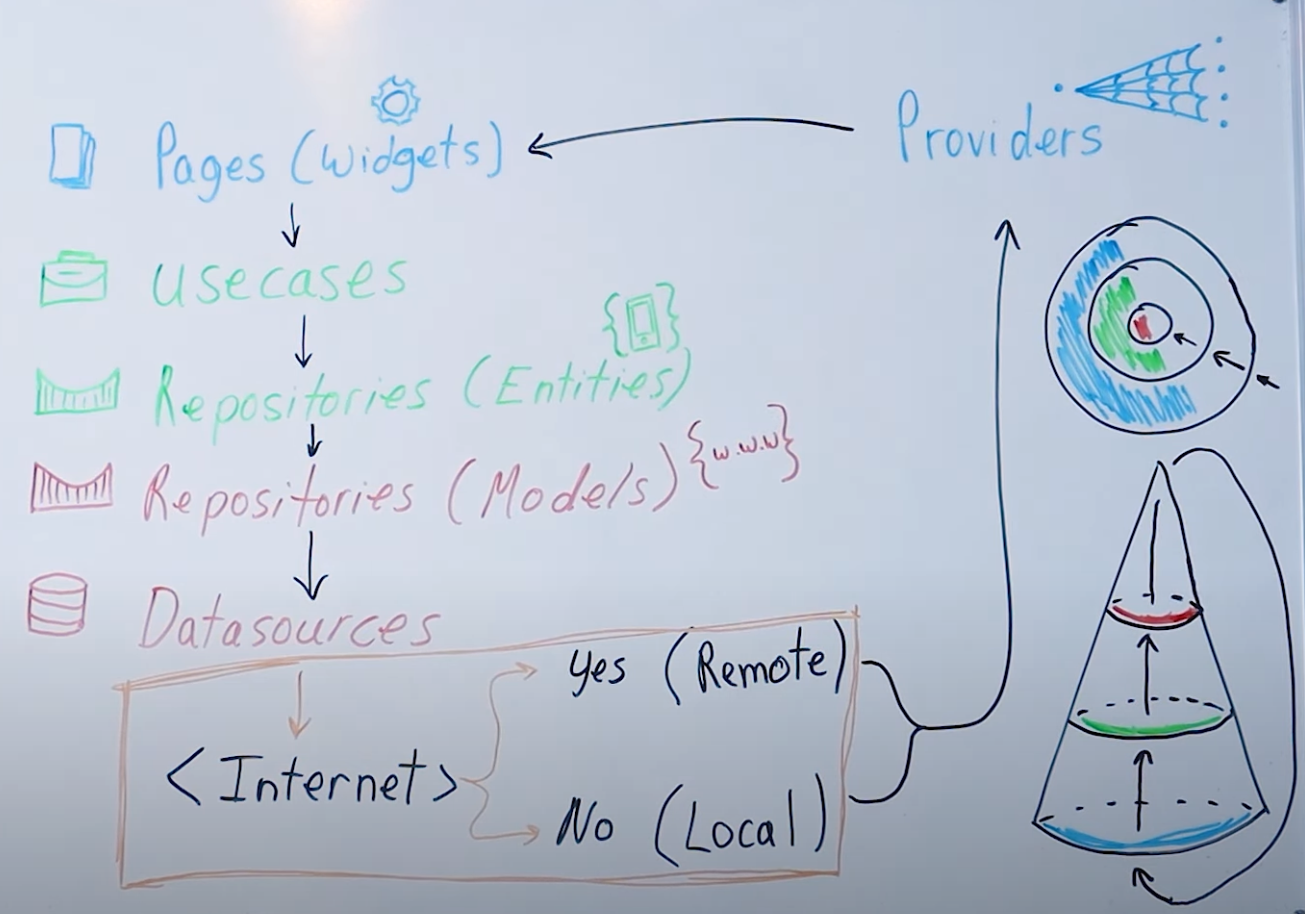 Pages (Widgets)
Providers
Usecases
Repositories (Entities)
Repositories (Models) {w.w.w}
Datasources
<Internet>
Yes (Remote)
No (Local)